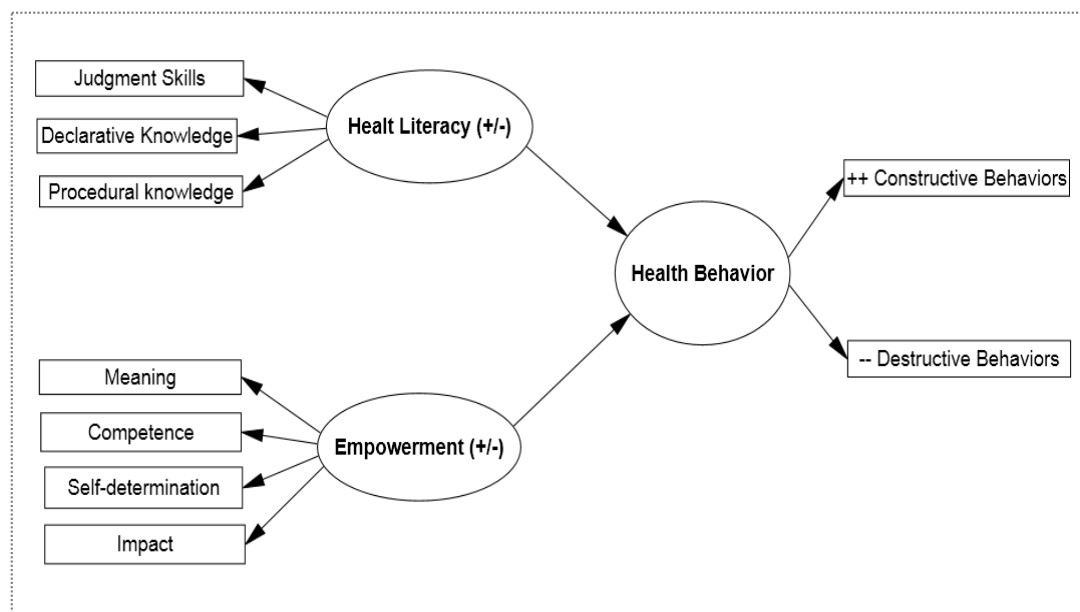 Judgment Skills
Declarative Knowledge
Procedural knowledge
Healt Literacy (+/-)
Health Behavior
++ Constructive Behaviors
-- Destructive Behaviors
Meaning
Competence
Self-determination
Impact
Empowerment (+/-)